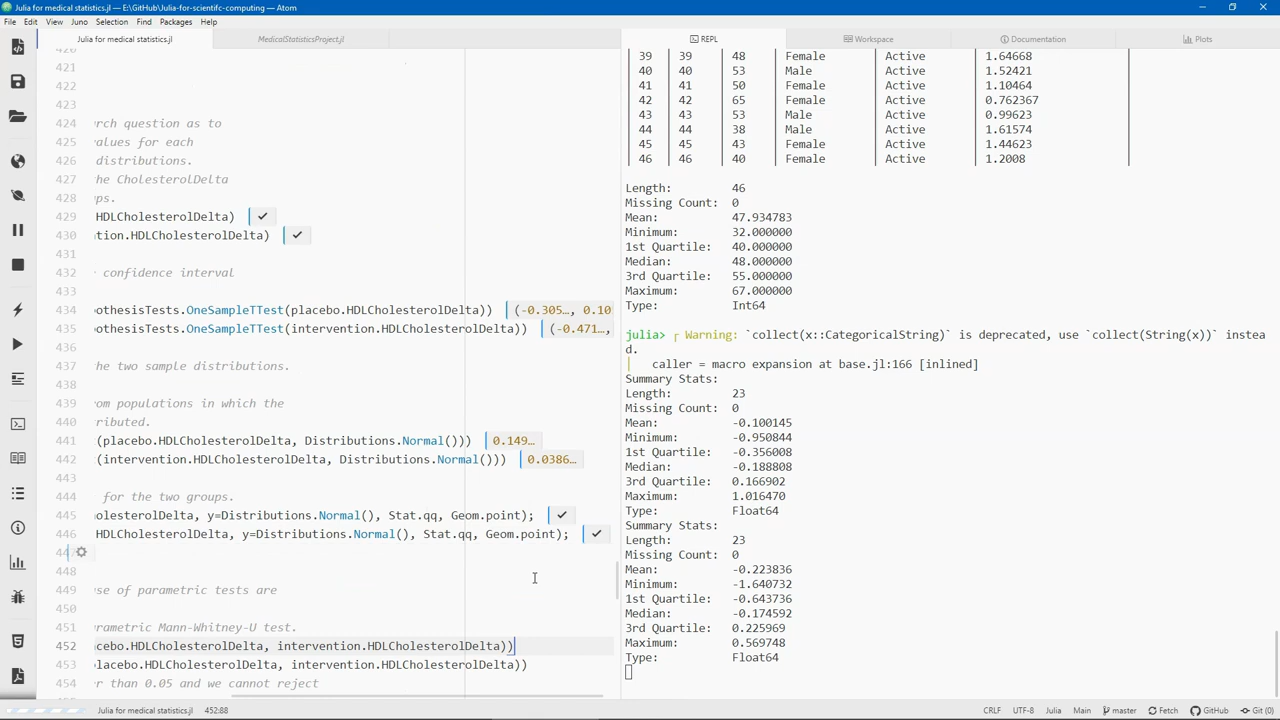 Julia for medical statistics.jl — E:\GitHub\Julia-for-scientifc-computing — Atom
File Edit View Juno Selection Find Packages Help
Julia for medical statistics.jl
MedicalStatisticsProject.jl
REPL
Workspace
Documentation
Plots
420
421
422
423
424 arch question as to
425 values for each
426 distributions.
427 the CholesterolDelta
428 ups.
429 HDLCholesterolDelta)
430 ation.HDLCholesterolDelta)
431
432 r confidence interval
433
434 othesisTests.OneSampleTTest(placebo.HDLCholesterolDelta)) (-0.305…, 0.10
435 othesisTests.OneSampleTTest(intervention.HDLCholesterolDelta)) (-0.471…,
436
437 the two sample distributions.
438
439 om populations in which the
440 tributed.
441 (placebo.HDLCholesterolDelta, Distributions.Normal())) 0.149…
442 (intervention.HDLCholesterolDelta, Distributions.Normal())) 0.0386…
443
444 for the two groups.
445 olesterolDelta, y=Distributions.Normal(), Stat.qq, Geom.point);
446 HDLCholesterolDelta, y=Distributions.Normal(), Stat.qq, Geom.point);
447
448
449 use of parametric tests are
450
451 arametric Mann-Whitney-U test.
452 acebo.HDLCholesterolDelta, intervention.HDLCholesterolDelta))
453 placebo.HDLCholesterolDelta, intervention.HDLCholesterolDelta))
454 er than 0.05 and we cannot reject
39 39 48 Female Active 1.64668
40 40 53 Male Active 1.52421
41 41 50 Female Active 1.10464
42 42 65 Female Active 0.762367
43 43 53 Male Active 0.99623
44 44 38 Male Active 1.61574
45 45 43 Female Active 1.44623
46 46 40 Female Active 1.2008
Length: 46
Missing Count: 0
Mean: 47.934783
Minimum: 32.000000
1st Quartile: 40.000000
Median: 48.000000
3rd Quartile: 55.000000
Maximum: 67.000000
Type: Int64
julia> ┌ Warning: `collect(x::CategoricalString)` is deprecated, use `collect(String(x))` instea
d.
│ caller = macro expansion at base.jl:166 [inlined]
Summary Stats:
Length: 23
Missing Count: 0
Mean: -0.100145
Minimum: -0.950844
1st Quartile: -0.356008
Median: -0.188808
3rd Quartile: 0.166902
Maximum: 1.016470
Type: Float64
Summary Stats:
Length: 23
Missing Count: 0
Mean: -0.223836
Minimum: -1.640732
1st Quartile: -0.643736
Median: -0.174592
3rd Quartile: 0.225969
Maximum: 0.569748
Type: Float64
Julia for medical statistics.jl 452:88
CRLF UTF-8 Julia Main master Fetch GitHub Git (0)